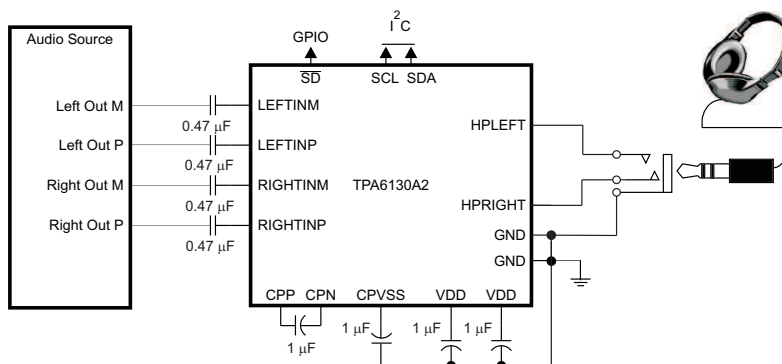 I²C
GPIO
Audio Source
SD
SCL SDA
Left Out M
LEFTINM
0.47 μF
HPLEFT
Left Out P
LEFTINP
0.47 μF
Right Out M
RIGHTINM
TPA6130A2
0.47 μF
HPRIGHT
Right Out P
RIGHTINP
0.47 μF
GND
GND
CPP CPN CPVSS VDD VDD
1 μF 1 μF 1 μF
1 μF